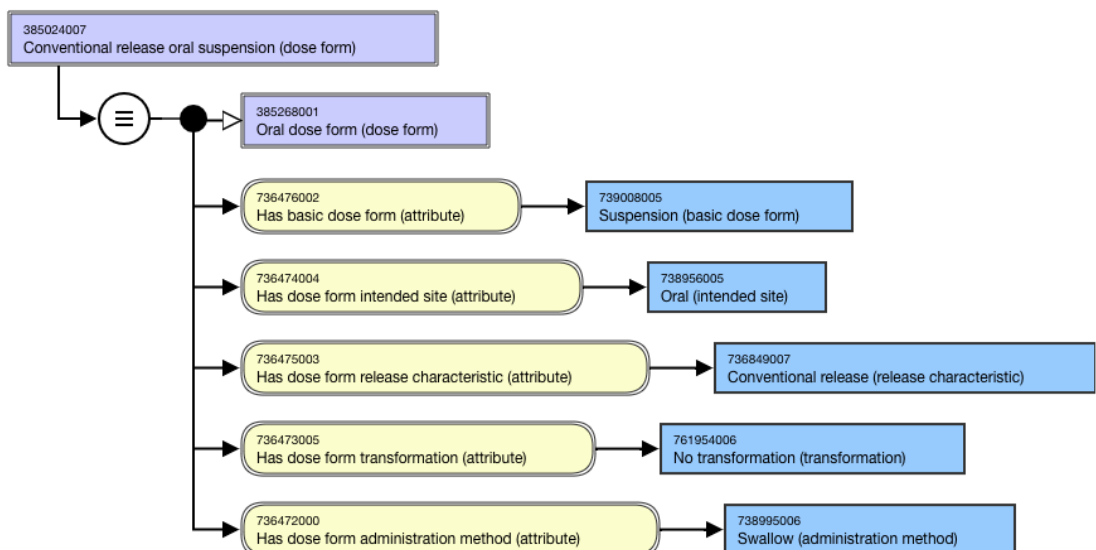 385024007
Conventional release oral suspension (dose form)
385268001
Oral dose form (dose form)
736476002
Has basic dose form (attribute)
739008005
Suspension (basic dose form)
736474004
Has dose form intended site (attribute)
738956005
Oral (intended site)
736475003
Has dose form release characteristic (attribute)
736849007
Conventional release (release characteristic)
736473005
Has dose form transformation (attribute)
761954006
No transformation (transformation)
736472000
Has dose form administration method (attribute)
738995006
Swallow (administration method)